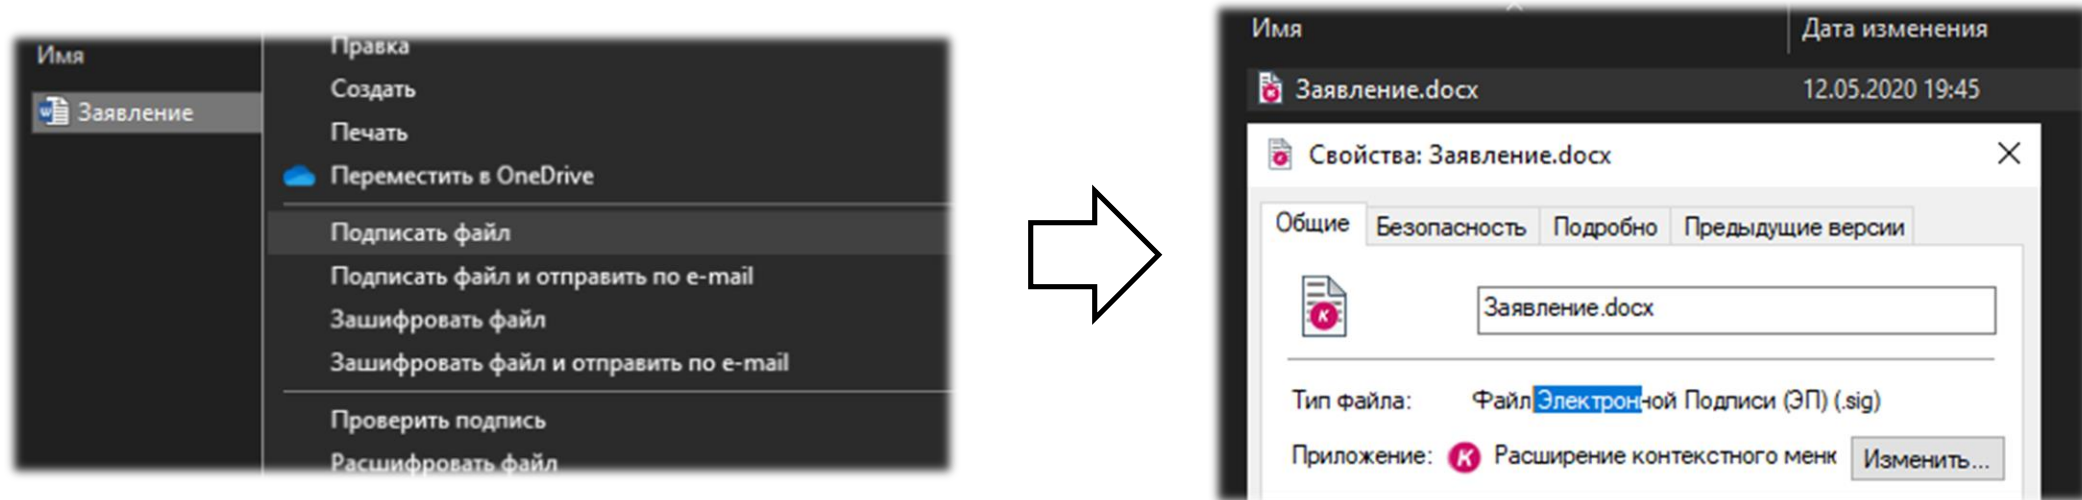 Имя
Заявление
Правка
Создать
Печать
Переместить в OneDrive
Подписать файл
Подписать файл и отправить по e-mail
Зашифровать файл
Зашифровать файл и отправить по e-mail
Проверить подпись
Расшифровать файл
Имя
Дата изменения
Заявление.docx
12.05.2020 19:45
Свойства: Заявление.docx
Общие
Безопасность
Подробно
Предыдущие версии
Заявление.docx
Тип файла: Файл Электронной Подписи (ЭП) (.sig)
Приложение: Расширение контекстного меню Изменить...